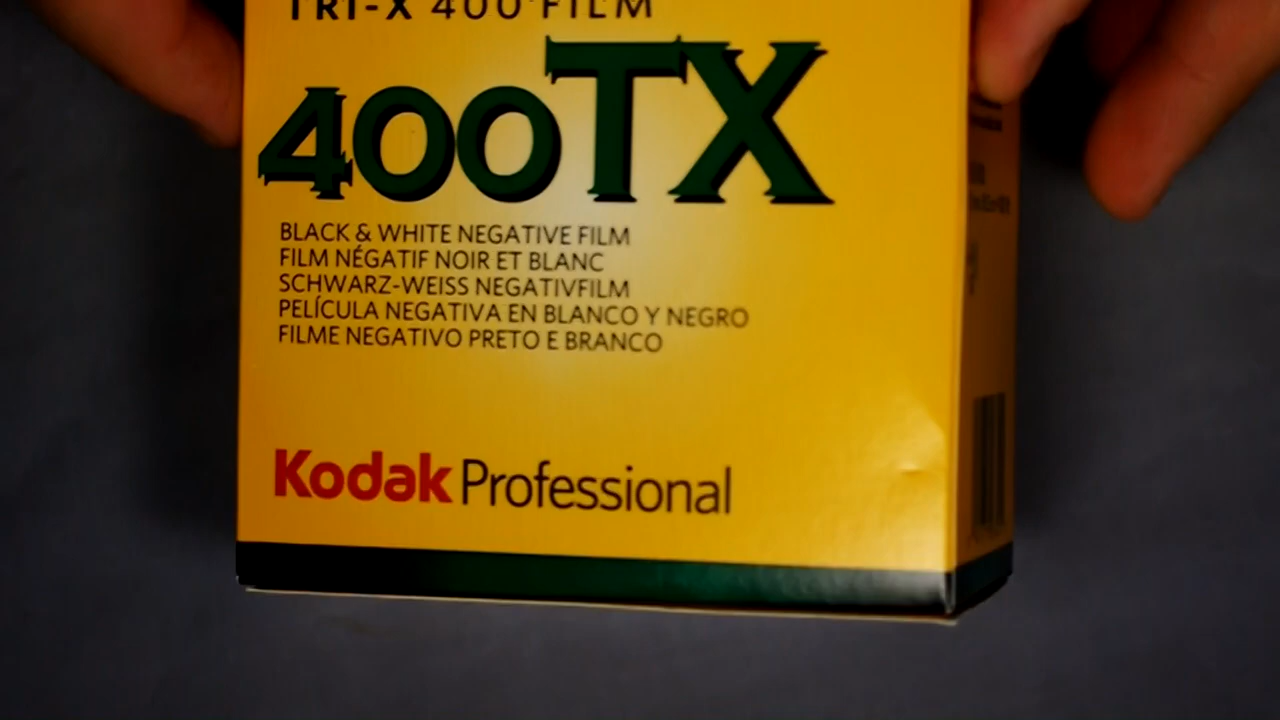 TRI-X 400 FILM
400TX
BLACK & WHITE NEGATIVE FILM
FILM NÉGATIF NOIR ET BLANC
SCHWARZ-WEISS NEGATIVFILM
PELÍCULA NEGATIVA EN BLANCO Y NEGRO
FILME NEGATIVO PRETO E BRANCO
Kodak Professional